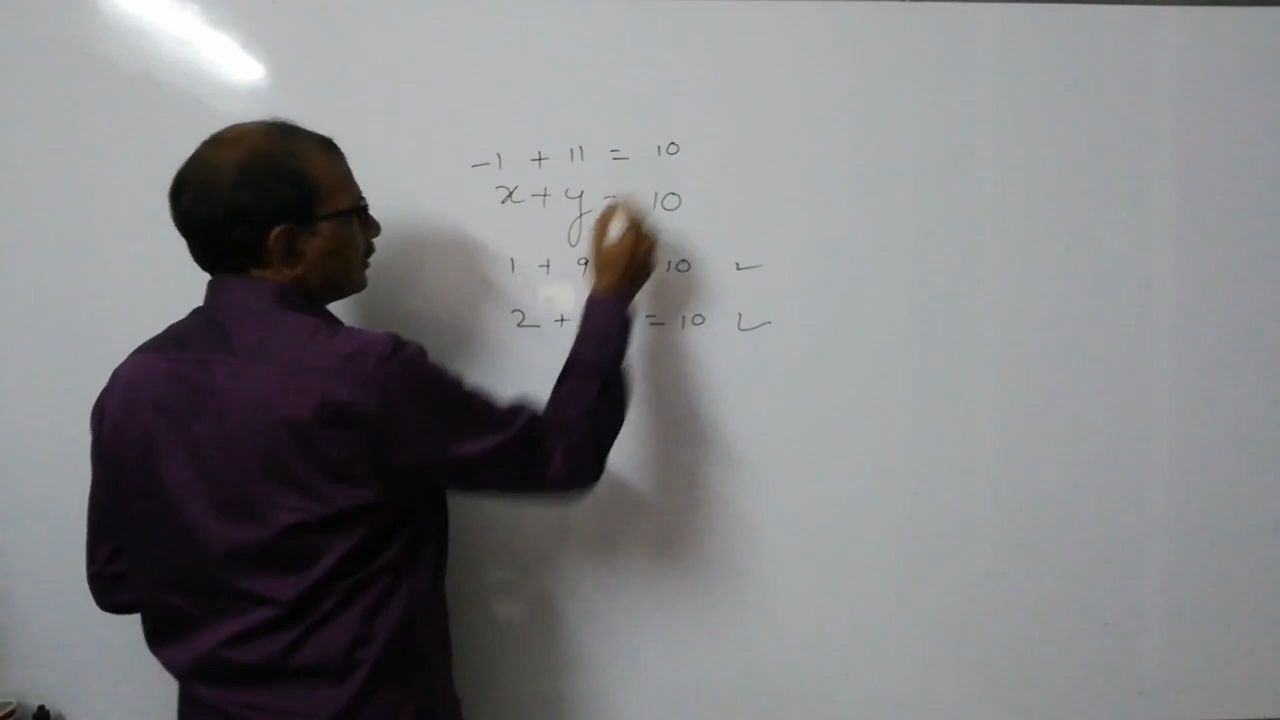 -1 + 11 = 10
x + y = 10
1 + 9 10 ✓
2 + = 10 ✓